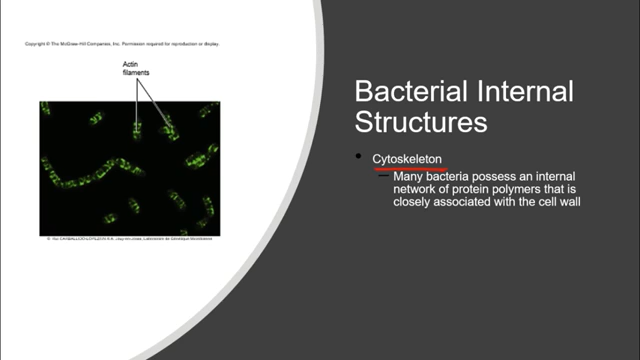 Copyright © The McGraw-Hill Companies, Inc. Permission required for reproduction or display.
Actin
filaments
Bacterial Internal
Structures
• Cytoskeleton
– Many bacteria possess an internal
network of protein polymers that is
closely associated with the cell wall